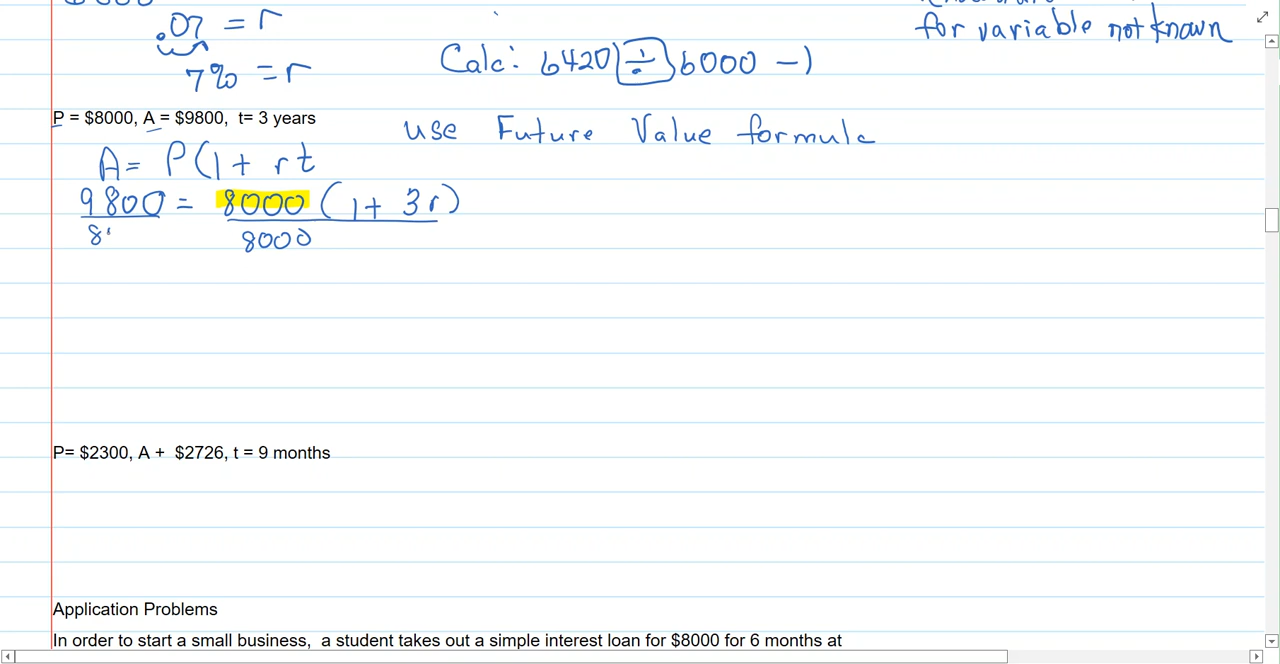 .07 = r
for variable not known
Calc: 6420 ÷ 6000 - 1
7% = r
P = $8000, A = $9800, t= 3 years
use Future Value formula
A = P(1 + rt
9800 = 8000 (1 + 3r)
8 8000
P= $2300, A + $2726, t = 9 months
Application Problems
In order to start a small business, a student takes out a simple interest loan for $8000 for 6 months at